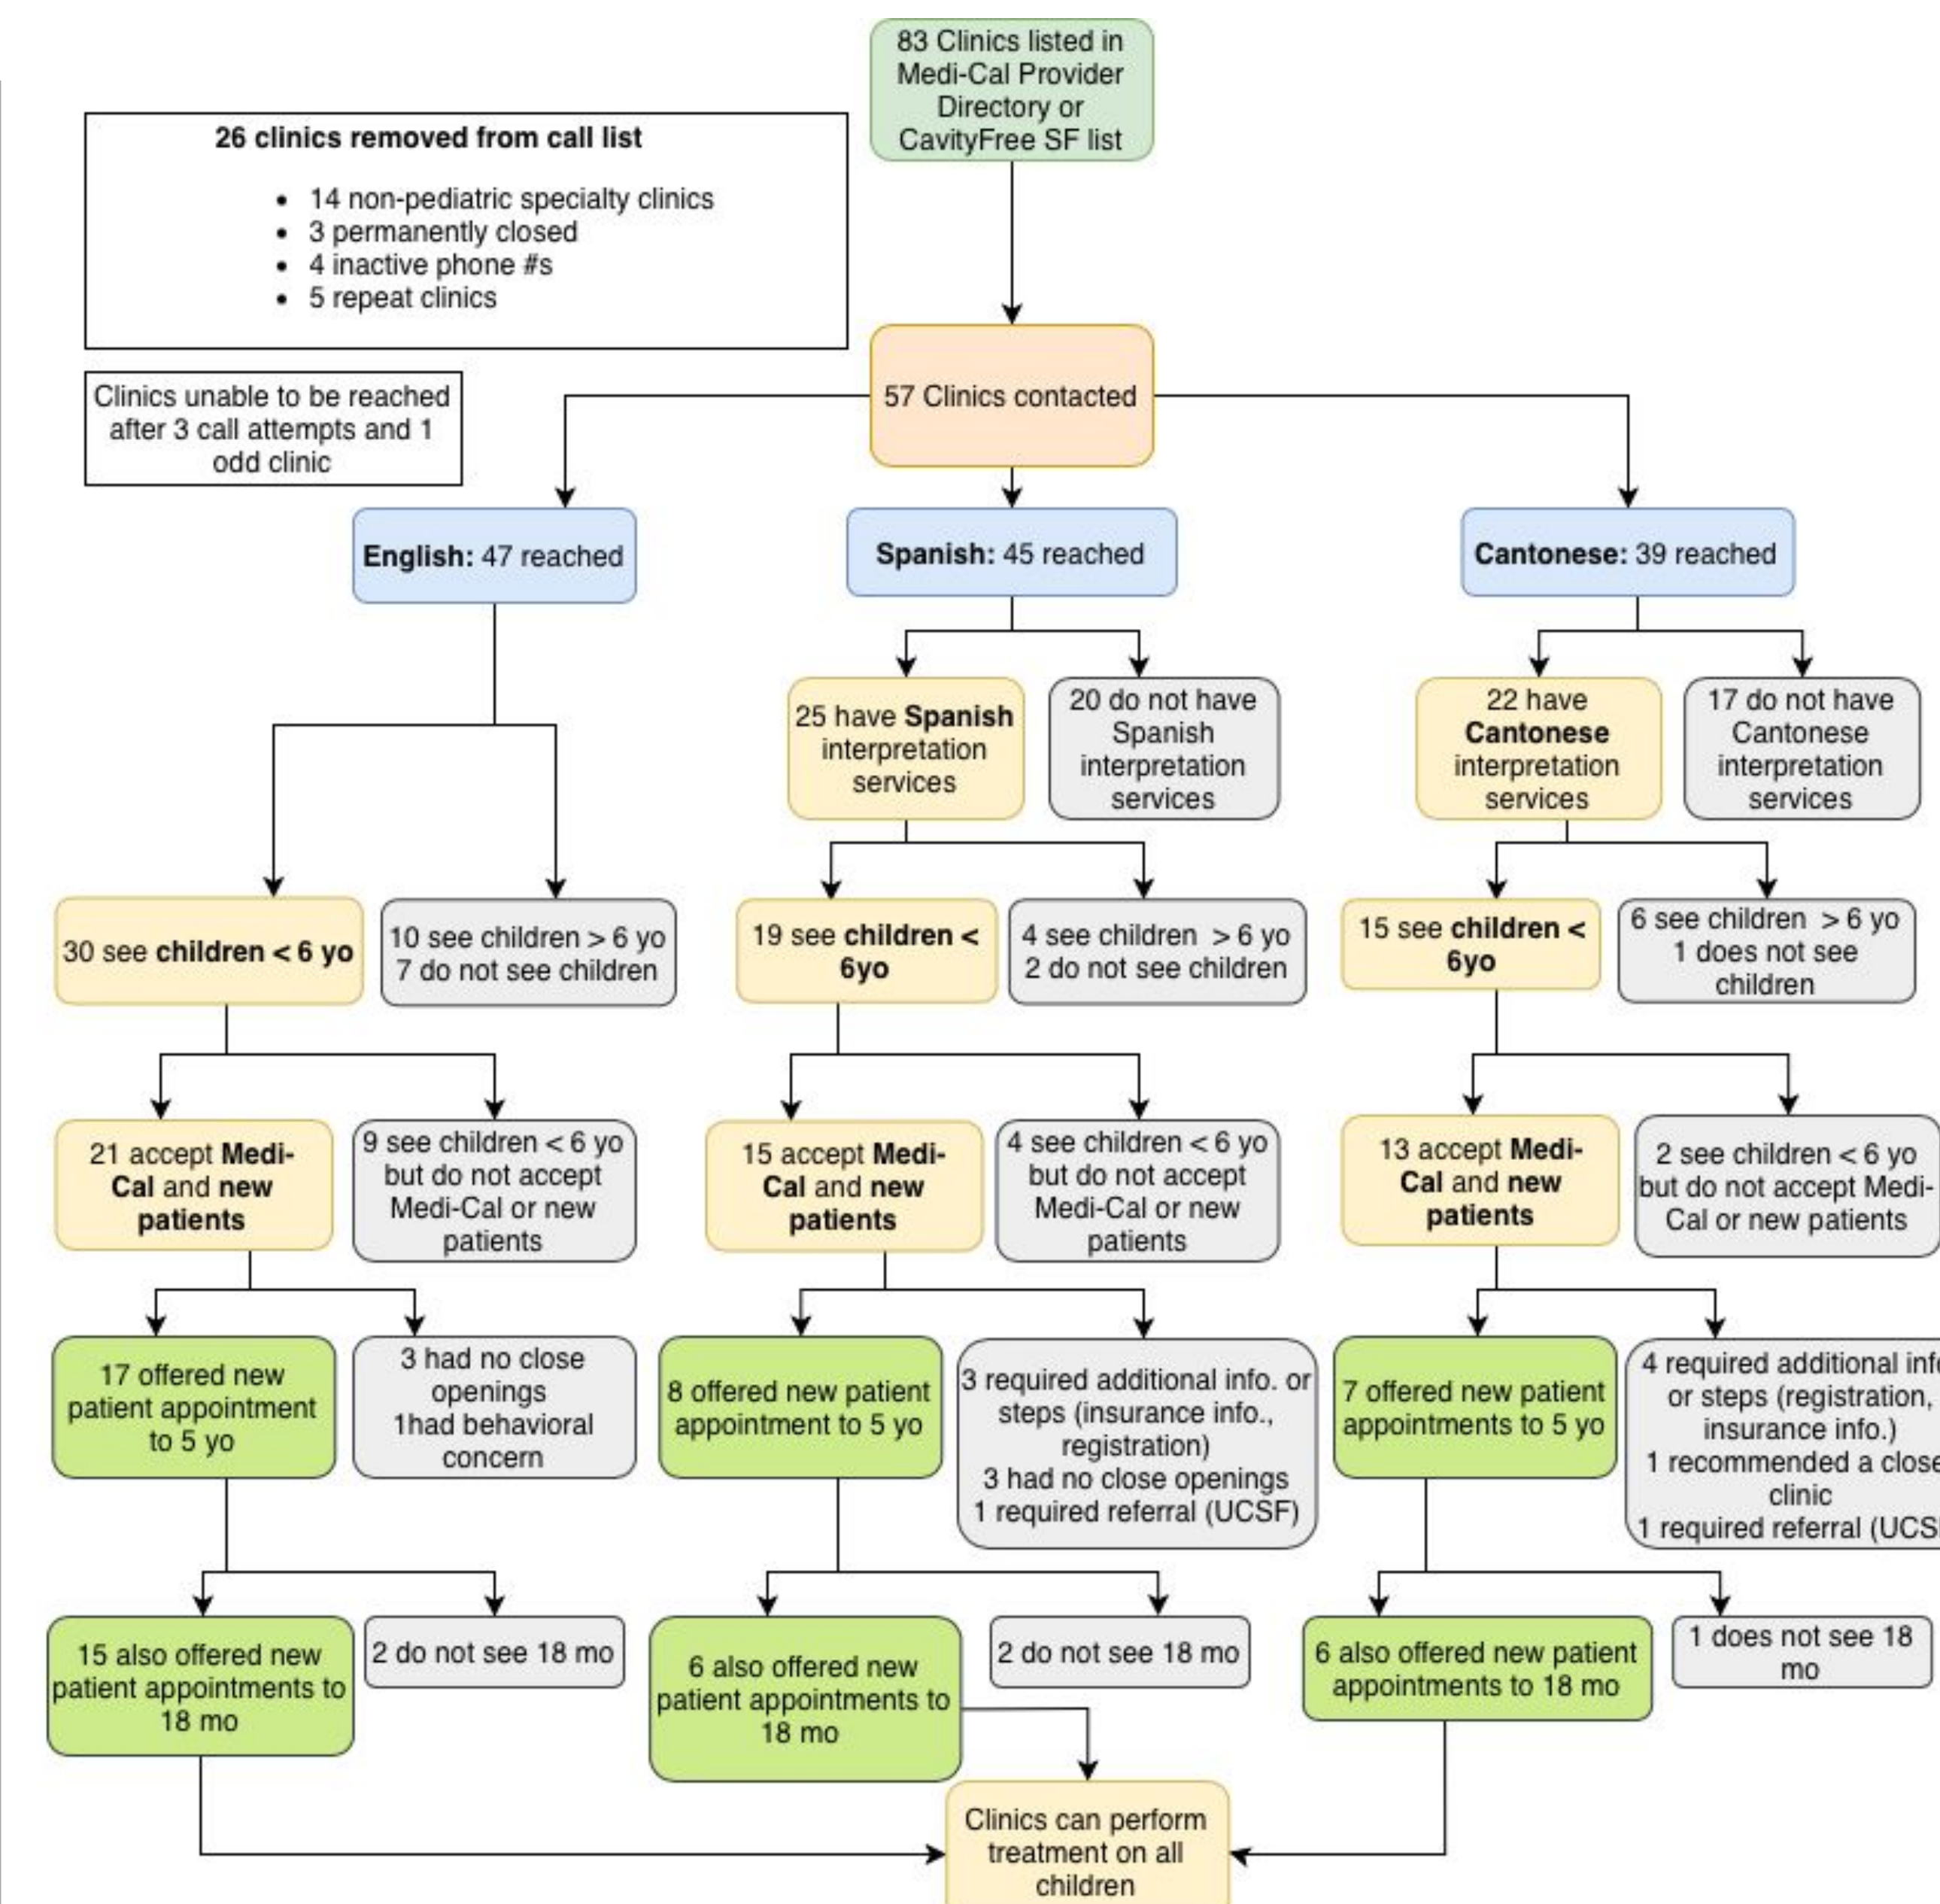 83 Clinics listed in
Medi-Cal Provider
Directory or
CavityFree SF list
26 clinics removed from call list
• 14 non-pediatric specialty clinics
• 3 permanently closed
• 4 inactive phone #s
• 5 repeat clinics
Clinics unable to be reached
after 3 call attempts and 1
odd clinic
57 Clinics contacted
English: 47 reached
Spanish: 45 reached
Cantonese: 39 reached
25 have Spanish
interpretation
services
20 do not have
Spanish
interpretation
services
22 have
Cantonese
interpretation
services
17 do not have
Cantonese
interpretation
services
30 see children < 6 yo
10 see children > 6 yo
7 do not see children
19 see children <
6yo
4 see children > 6 yo
2 do not see children
15 see children <
6yo
6 see children > 6 yo
1 does not see
children
21 accept Medi-
Cal and new
patients
9 see children < 6 yo
but do not accept
Medi-Cal or new
patients
15 accept Medi-
Cal and new
patients
4 see children < 6 yo
but do not accept
Medi-Cal or new
patients
13 accept Medi-
Cal and new
patients
2 see children < 6 yo
but do not accept Medi-
Cal or new patients
17 offered new
patient appointment
to 5 yo
3 had no close
openings
1had behavioral
concern
8 offered new patient
appointment to 5 yo
3 required additional info. or
steps (insurance info.,
registration)
3 had no close openings
1 required referral (UCSF)
7 offered new patient
appointments to 5 yo
4 required additional
or steps (registration,
insurance info.)
1 recommended a
clinic
1 required referral
15 also offered new
patient appointments to
18 mo
2 do not see 18 mo
6 also offered new
patient appointments to
18 mo
2 do not see 18 mo
6 also offered new patient
appointments to 18 mo
1 does not see 18
mo
Clinics can perform
treatment on all
children